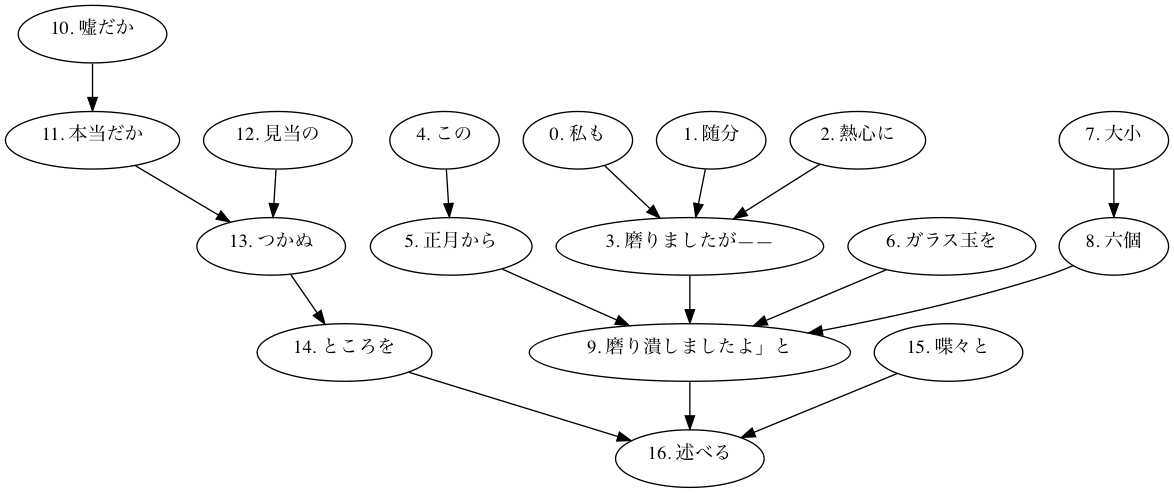 10. 嘘だか
11. 本当だか
12. 見当の
4. この
0. 私も
1. 随分
2. 熱心に
7. 大小
13. つかぬ
5. 正月から
3. 磨りましたが——
6. ガラス玉を
8. 六個
14. ところを
9. 磨り潰しましたよ」と
15. 喋々と
16. 述べる